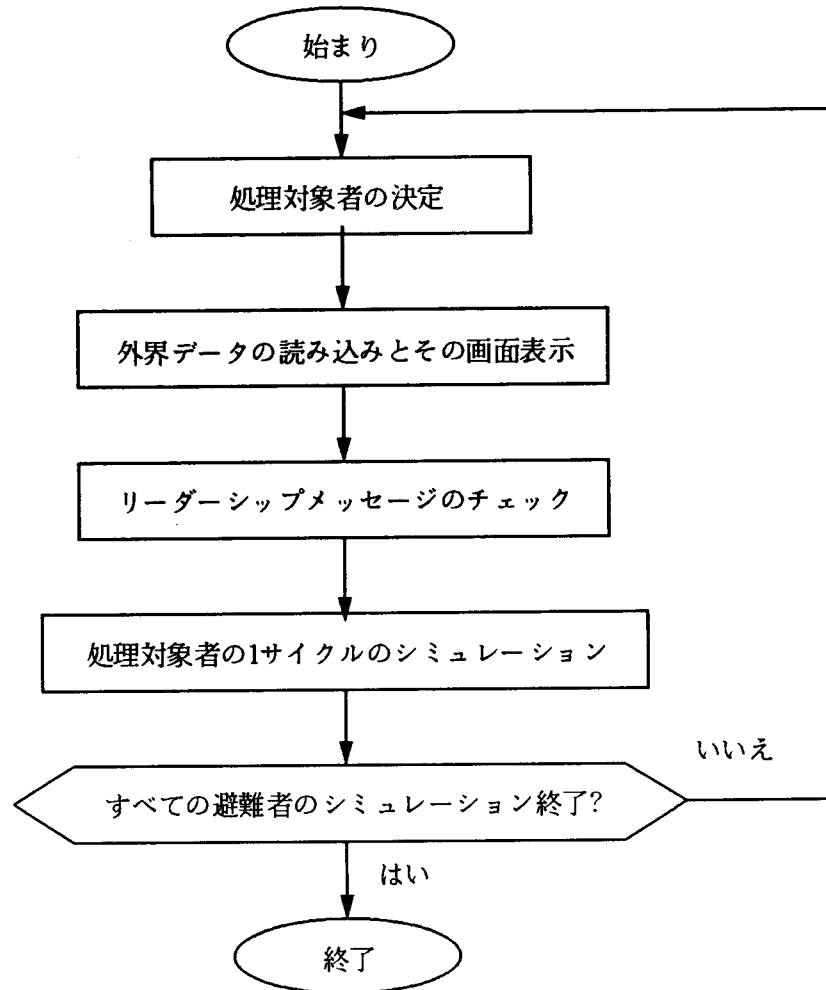 始まり
処理対象者の決定
外界データの読み込みとその画面表示
リーダーシップメッセージのチェック
処理対象者の1サイクルのシミュレーション
いいえ
すべての避難者のシミュレーション終了?
はい
終了